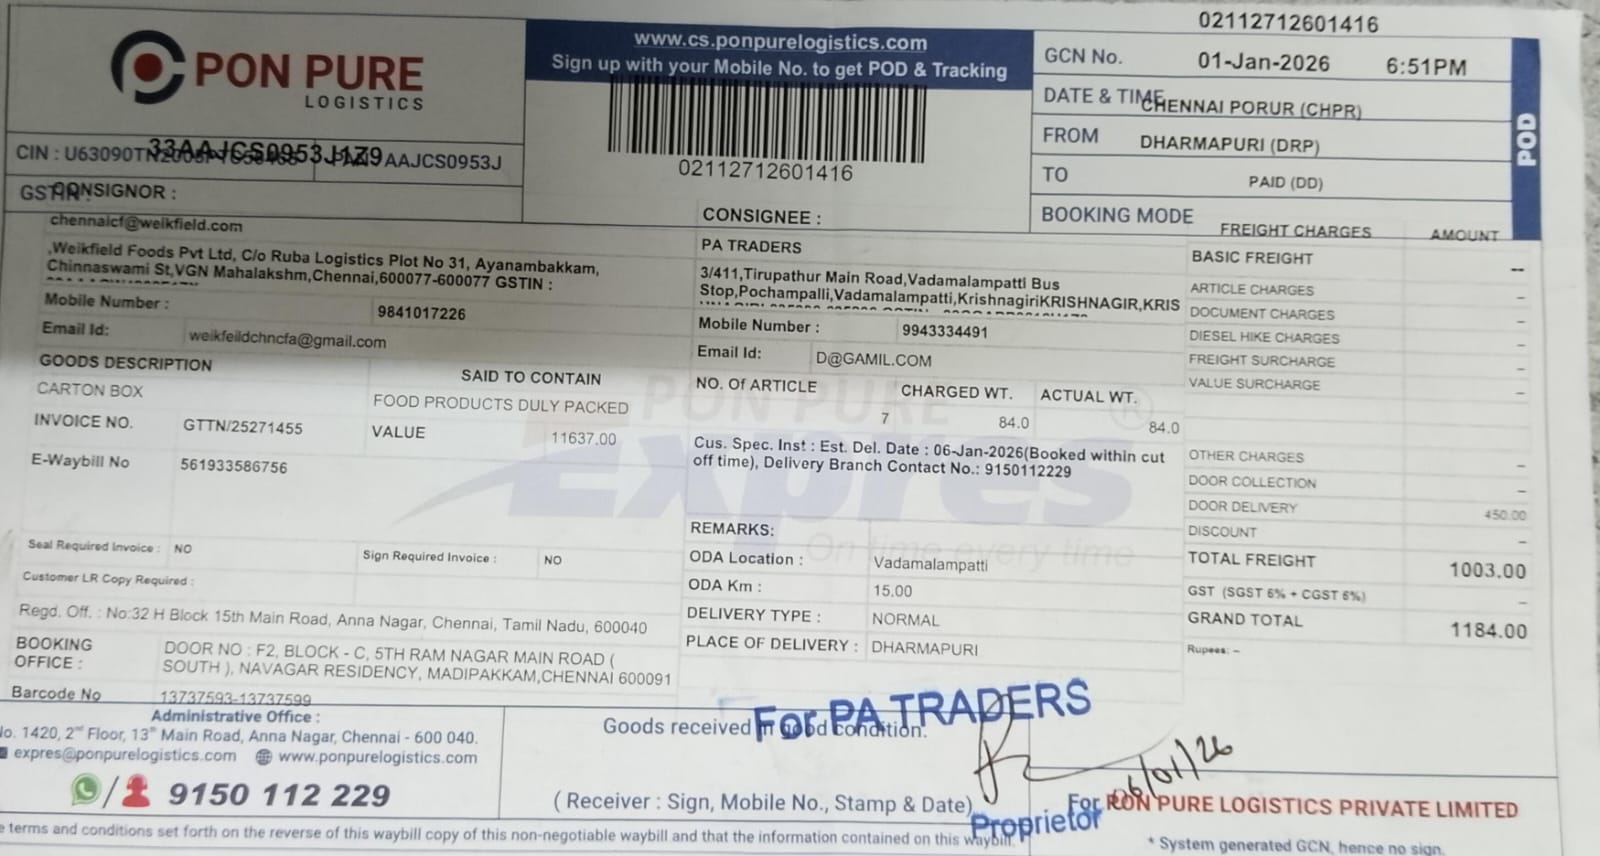 02112712601416
PON PURE
LOGISTICS
www.cs.ponpurelogistics.com
Sign up with your Mobile No. to get POD & Tracking
02112712601416
GCN No.
01-Jan-2026 6:51PM
DATE & TIME
CHENNAI PORUR (CHPR)
FROM
DHARMAPURI (DRP)
TO
PAID (DD)
BOOKING MODE
POD
CIN : AAJCS0953J
33AAJCS0953J1Z9
CONSIGNOR :
chennaicf@weikfield.com
,Weikfield Foods Pvt Ltd, C/o Ruba Logistics Plot No 31, Ayanambakkam,
Chinnaswami St,VGN Mahalakshm,Chennai,600077-600077 GSTIN :
Mobile Number : 9841017226
Email Id: weikfeildchncfa@gmail.com
CONSIGNEE :
PA TRADERS
3/411,Tirupathur Main Road,Vadamalampatti Bus
Stop,Pochampalli,Vadamalampatti,KrishnagiriKRISHNAGIR,KRIS
Mobile Number : 9943334491
Email Id: D@GAMIL.COM
FREIGHT CHARGES AMOUNT
BASIC FREIGHT --
ARTICLE CHARGES –
DOCUMENT CHARGES –
DIESEL HIKE CHARGES –
FREIGHT SURCHARGE –
VALUE SURCHARGE –
GOODS DESCRIPTION SAID TO CONTAIN
CARTON BOX FOOD PRODUCTS DULY PACKED
INVOICE NO. GTTN/25271455 VALUE 11637.00
E-Waybill No 561933586756
NO. Of ARTICLE CHARGED WT. ACTUAL WT.
7 84.0 84.0
Cus. Spec. Inst : Est. Del. Date : 06-Jan-2026(Booked within cut
off time), Delivery Branch Contact No.: 9150112229
PON PURE
Expres
On time every time
OTHER CHARGES –
DOOR COLLECTION –
DOOR DELIVERY 450.00
DISCOUNT –
TOTAL FREIGHT 1003.00
GST (SGST 6% + CGST 6%) –
GRAND TOTAL 1184.00
Rupees: –
REMARKS:
ODA Location : Vadamalampatti
ODA Km : 15.00
DELIVERY TYPE : NORMAL
PLACE OF DELIVERY : DHARMAPURI
Seal Required Invoice : NO Sign Required Invoice : NO
Customer LR Copy Required :
Regd. Off. : No:32 H Block 15th Main Road, Anna Nagar, Chennai, Tamil Nadu, 600040
BOOKING OFFICE : DOOR NO : F2, BLOCK - C, 5TH RAM NAGAR MAIN ROAD (
SOUTH ), NAVAGAR RESIDENCY, MADIPAKKAM,CHENNAI 600091
Barcode No 13737593-13737599
Administrative Office :
No. 1420, 2nd Floor, 13th Main Road, Anna Nagar, Chennai - 600 040.
expres@ponpurelogistics.com www.ponpurelogistics.com
/ 9150 112 229
Goods received in good condition.
For PA TRADERS
06/01/26
(Receiver : Sign, Mobile No., Stamp & Date)
Proprietor
For PON PURE LOGISTICS PRIVATE LIMITED
terms and conditions set forth on the reverse of this waybill copy of this non-negotiable waybill and that the information contained on this waybill.
* System generated GCN, hence no sign.